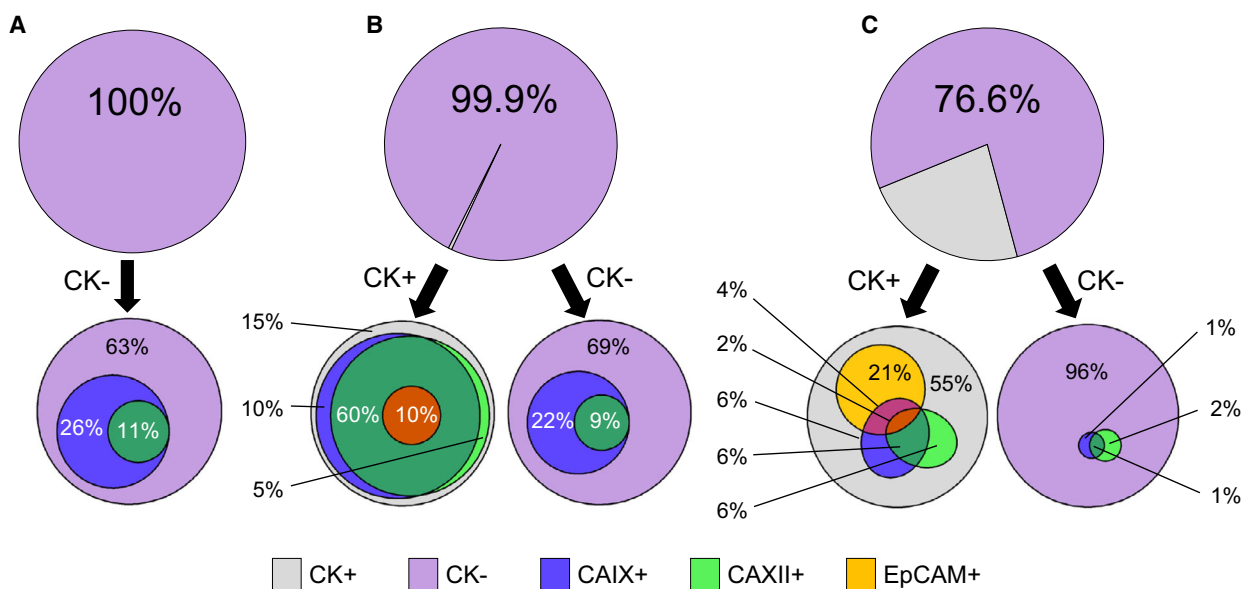 A B C
100% 99.9% 76.6%
CK- CK+ CK- CK+ CK-
4%
15% 1%
63% 69% 2% 96%
21% 55%
10% 6% 2%
26% 11% 60% 10% 22% 9%
6%
5% 6% 1%
CK+ CK- CAIX+ CAXII+ EpCAM+